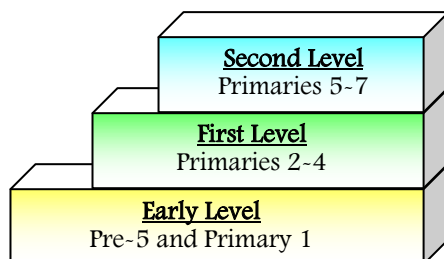 Second Level
Primaries 5~7
First Level
Primaries 2~4
Early Level
Pre~5 and Primary 1